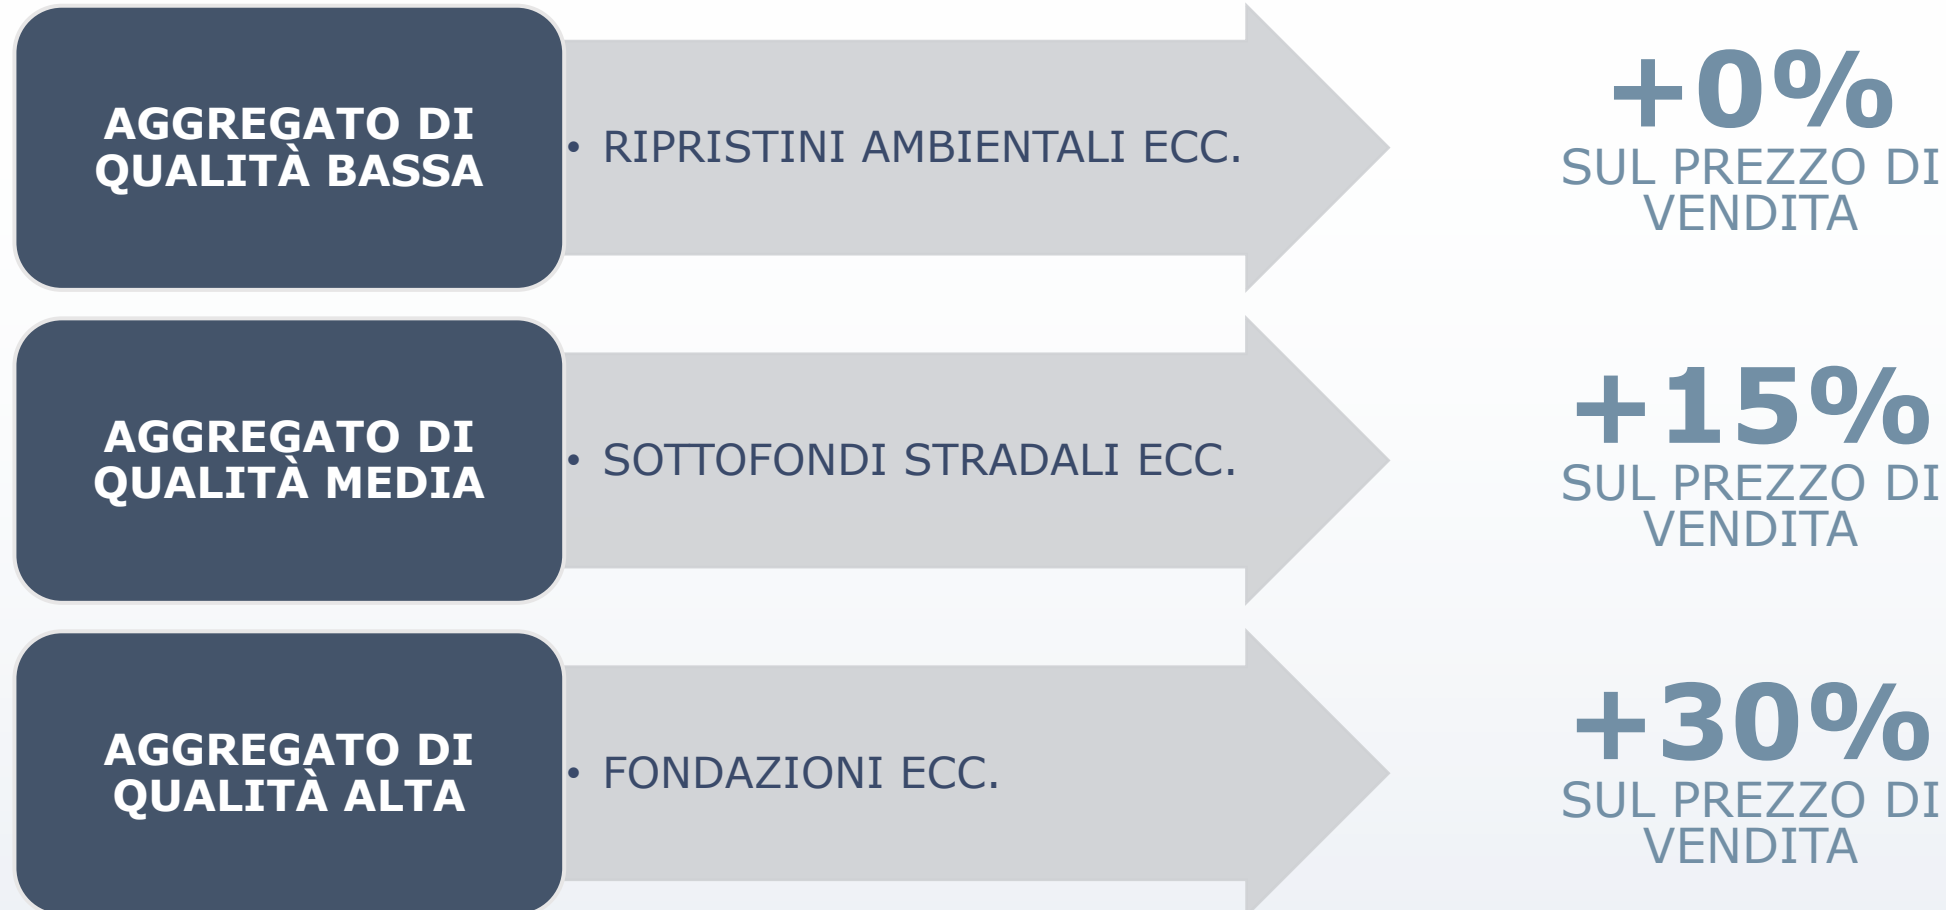 AGGREGATO DI
QUALITÀ BASSA
• RIPRISTINI AMBIENTALI ECC.
+0%
SUL PREZZO DI
VENDITA
AGGREGATO DI
QUALITÀ MEDIA
• SOTTOFONDI STRADALI ECC.
+15%
SUL PREZZO DI
VENDITA
AGGREGATO DI
QUALITÀ ALTA
• FONDAZIONI ECC.
+30%
SUL PREZZO DI
VENDITA